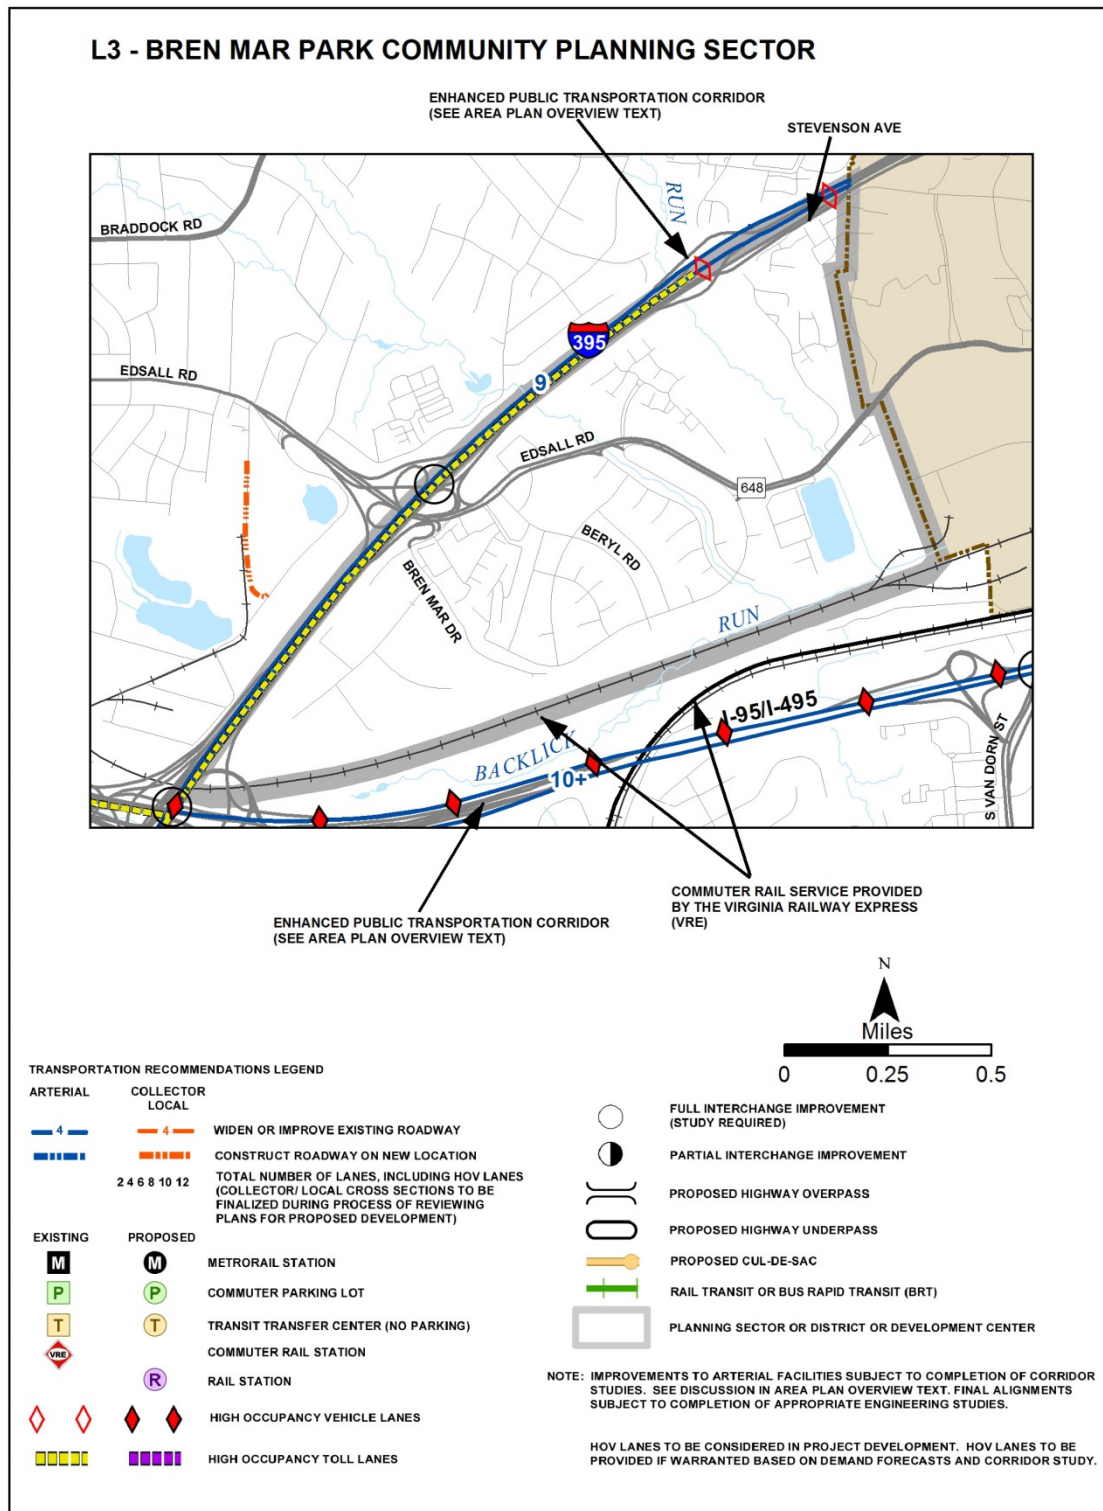 L3 - BREN MAR PARK COMMUNITY PLANNING SECTOR
ENHANCED PUBLIC TRANSPORTATION CORRIDOR
(SEE AREA PLAN OVERVIEW TEXT)
STEVENSON AVE
RUN
BRADDOCK RD
395
EDSALL RD
9
EDSALL RD
648
BERYL RD
BREN MAR DR
RUN
I-95/I-495
BACKLICK
10+
S VAN DORN ST
COMMUTER RAIL SERVICE PROVIDED
BY THE VIRGINIA RAILWAY EXPRESS
(VRE)
ENHANCED PUBLIC TRANSPORTATION CORRIDOR
(SEE AREA PLAN OVERVIEW TEXT)
N
Miles
0 0.25 0.5
TRANSPORTATION RECOMMENDATIONS LEGEND
ARTERIAL COLLECTOR
LOCAL
4 4 WIDEN OR IMPROVE EXISTING ROADWAY
CONSTRUCT ROADWAY ON NEW LOCATION
2 4 6 8 10 12 TOTAL NUMBER OF LANES, INCLUDING HOV LANES
(COLLECTOR/ LOCAL CROSS SECTIONS TO BE
FINALIZED DURING PROCESS OF REVIEWING
PLANS FOR PROPOSED DEVELOPMENT)
EXISTING PROPOSED
M M METRORAIL STATION
P P COMMUTER PARKING LOT
T T TRANSIT TRANSFER CENTER (NO PARKING)
VRE COMMUTER RAIL STATION
R RAIL STATION
HIGH OCCUPANCY VEHICLE LANES
HIGH OCCUPANCY TOLL LANES
FULL INTERCHANGE IMPROVEMENT
(STUDY REQUIRED)
PARTIAL INTERCHANGE IMPROVEMENT
PROPOSED HIGHWAY OVERPASS
PROPOSED HIGHWAY UNDERPASS
PROPOSED CUL-DE-SAC
RAIL TRANSIT OR BUS RAPID TRANSIT (BRT)
PLANNING SECTOR OR DISTRICT OR DEVELOPMENT CENTER
NOTE: IMPROVEMENTS TO ARTERIAL FACILITIES SUBJECT TO COMPLETION OF CORRIDOR
STUDIES. SEE DISCUSSION IN AREA PLAN OVERVIEW TEXT. FINAL ALIGNMENTS
SUBJECT TO COMPLETION OF APPROPRIATE ENGINEERING STUDIES.
HOV LANES TO BE CONSIDERED IN PROJECT DEVELOPMENT. HOV LANES TO BE
PROVIDED IF WARRANTED BASED ON DEMAND FORECASTS AND CORRIDOR STUDY.